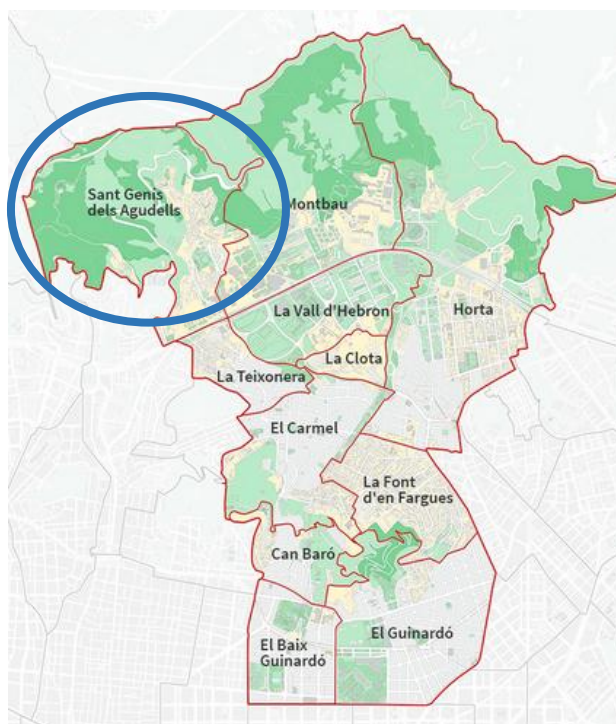 Sant Genís
dels Agudells
Montbau
La Vall d'Hebron
Horta
La Clota
La Teixonera
El Carmel
La Font
d'en Fargues
Can Baró
El Baix
Guinardó
El Guinardó